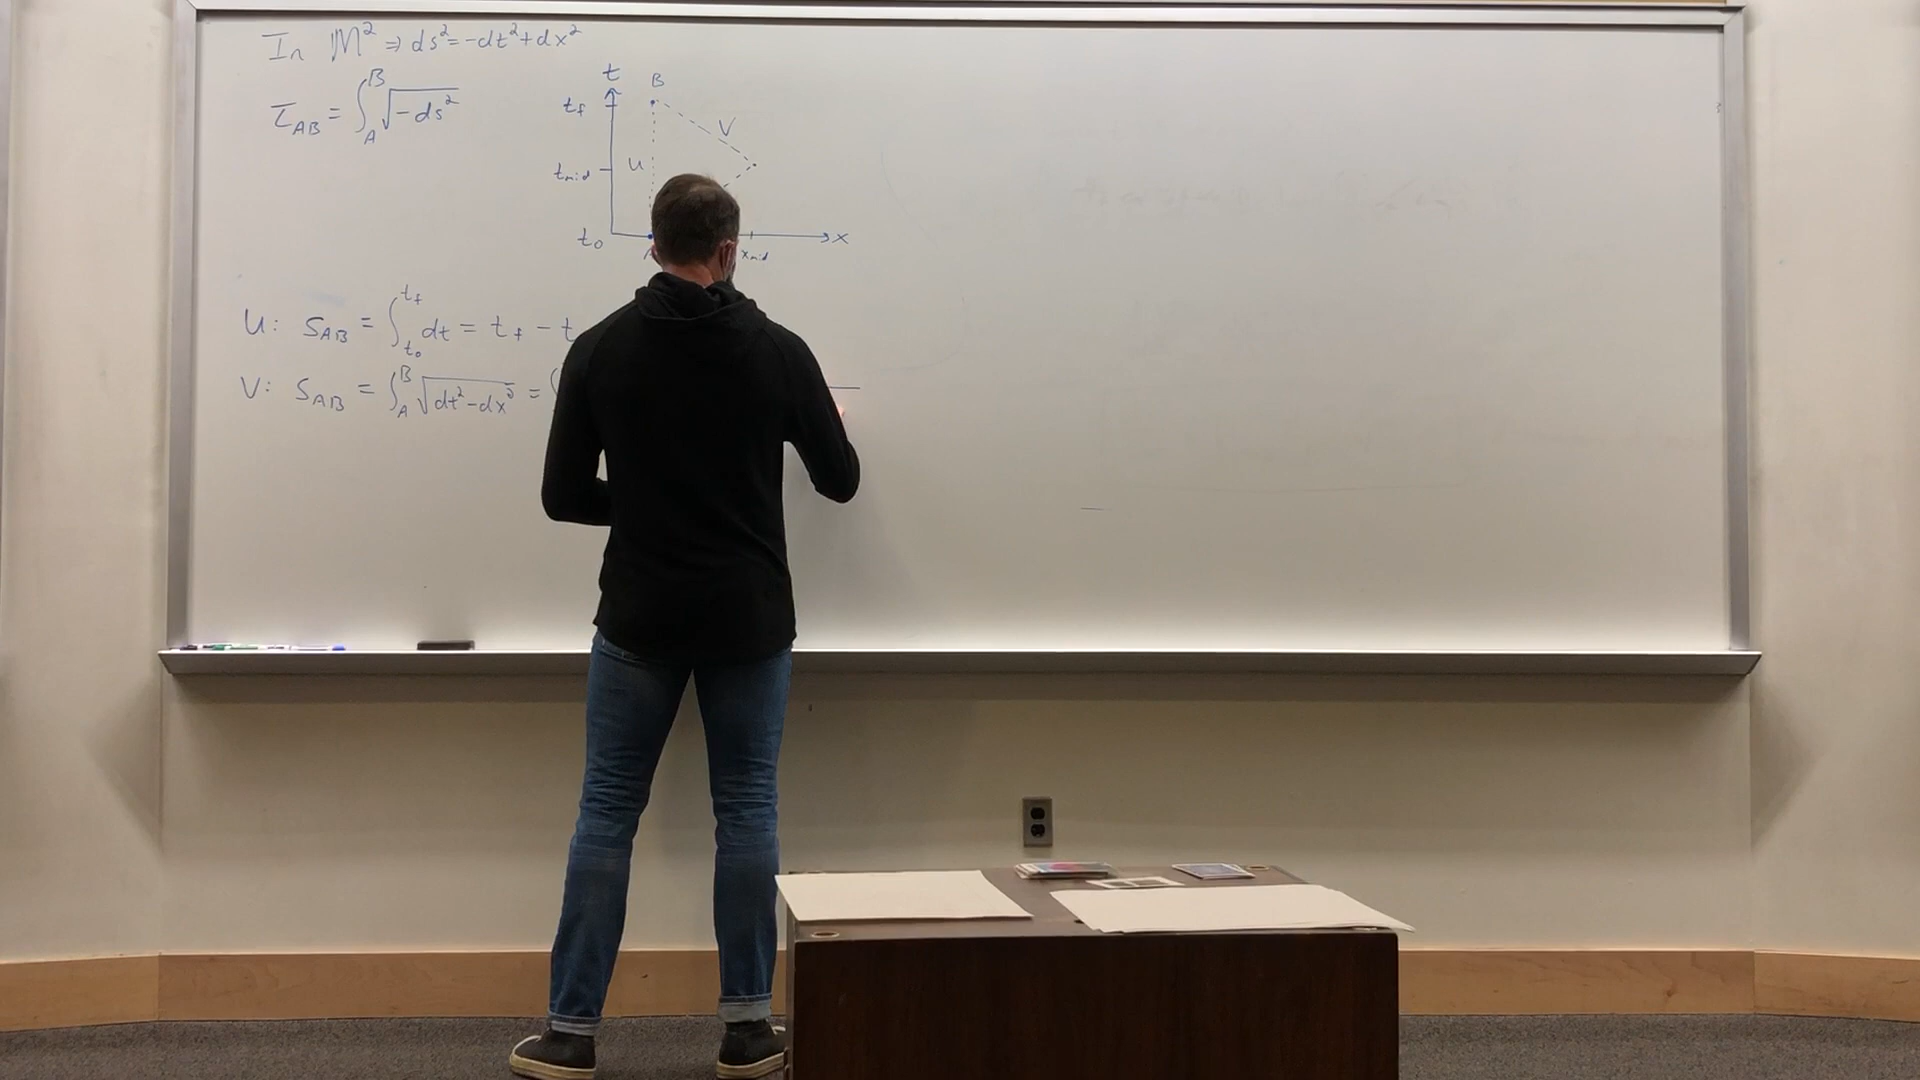 In M² ⇒ ds² = -dt² + dx²
τ_AB = ∫_A^B √(-ds²)
t
B
t_f
V
U
t_mid
t_0
x
x_mid
U: S_AB = ∫_{t_0}^{t_f} dt = t_f - t
V: S_AB = ∫_A^B √(dt² - dx²) =